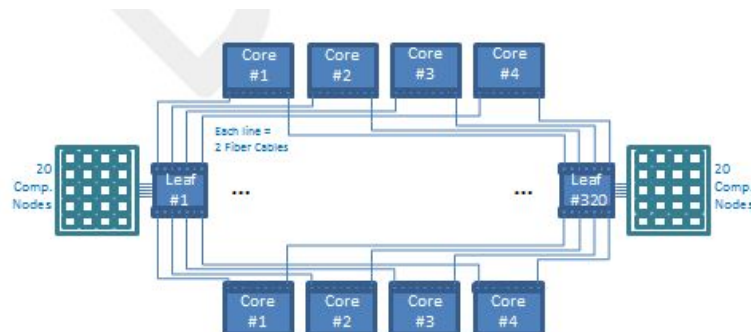 Core #1
Core #2
Core #3
Core #4
Each line =
2 Fiber Cables
20
Comp.
Nodes
Leaf
#1
...
...
Leaf
#320
20
Comp.
Nodes
Core #1
Core #2
Core #3
Core #4